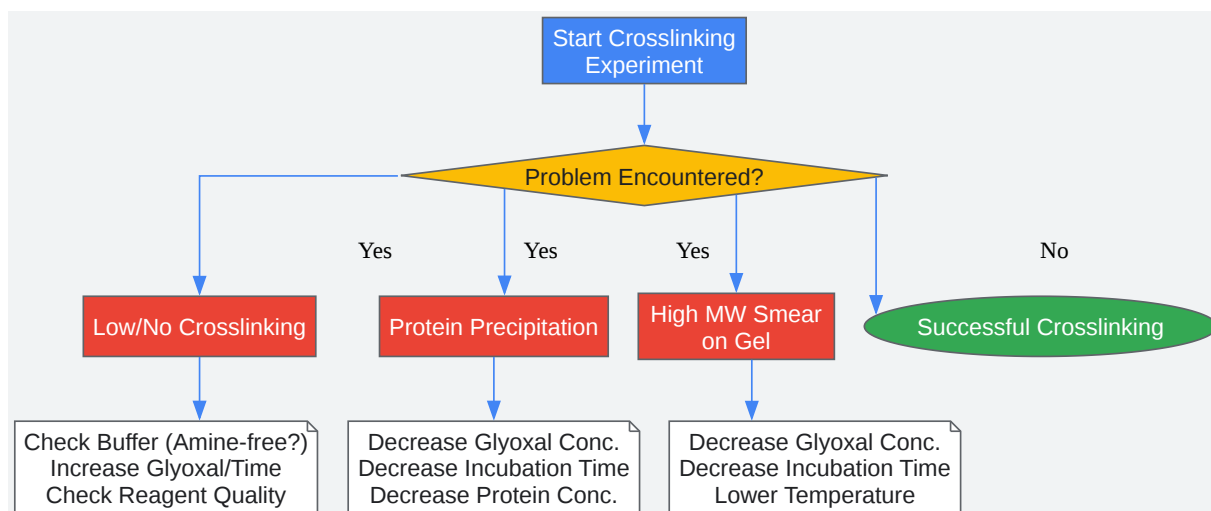 Start Crosslinking
Experiment
Problem Encountered?
Yes
Yes
Yes
No
Low/No Crosslinking
Protein Precipitation
High MW Smear
on Gel
Successful Crosslinking
Check Buffer (Amine-free?)
Increase Glyoxal/Time
Check Reagent Quality
Decrease Glyoxal Conc.
Decrease Incubation Time
Decrease Protein Conc.
Decrease Glyoxal Conc.
Decrease Incubation Time
Lower Temperature